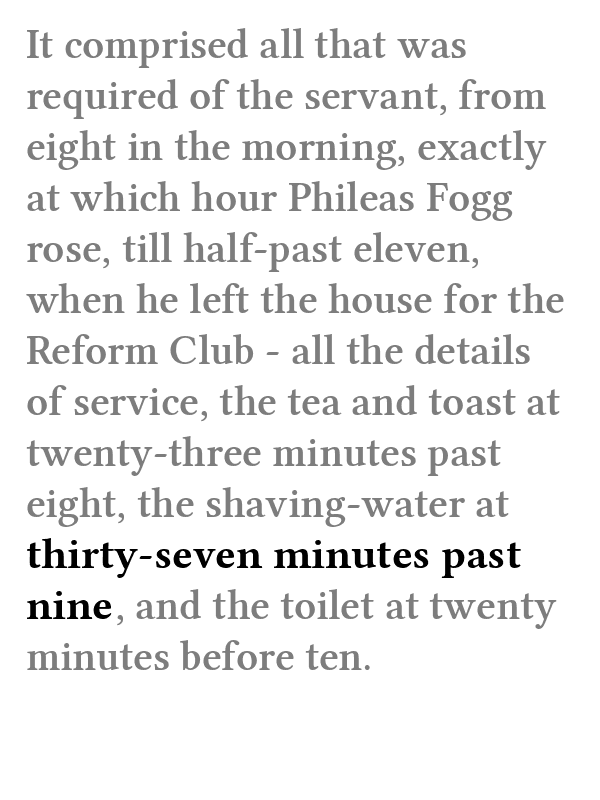 It comprised all that was
required of the servant, from
eight in the morning, exactly
at which hour Phileas Fogg
rose, till half-past eleven,
when he left the house for the
Reform Club - all the details
of service, the tea and toast at
twenty-three minutes past
eight, the shaving-water at
thirty-seven minutes past
nine, and the toilet at twenty
minutes before ten.